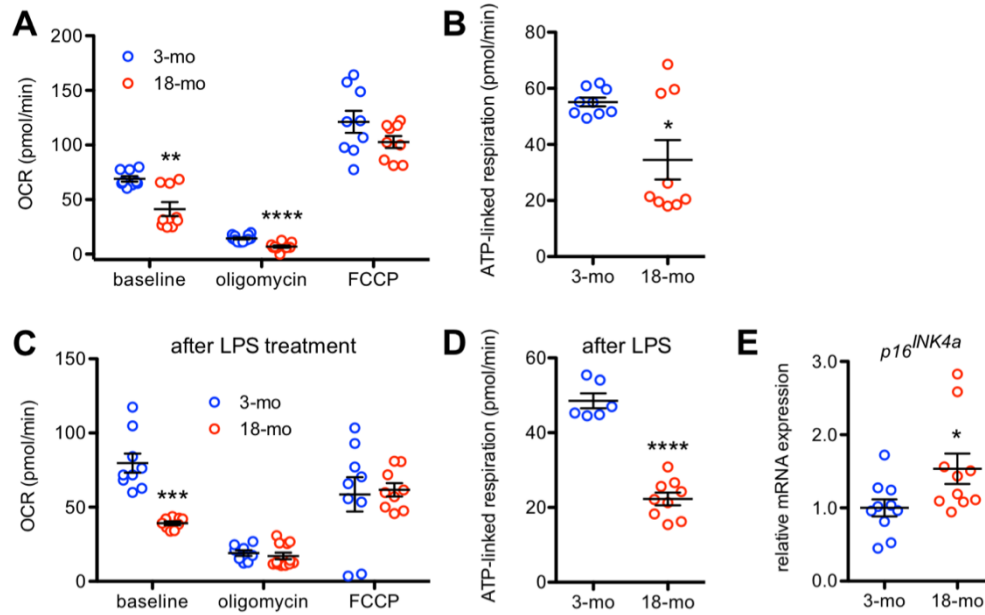 A
OCR (pmol/min)
200
150
100
50
0
3-mo
18-mo
**
****
baseline
oligomycin
FCCP
B
ATP-linked respiration (pmol/min)
80
60
40
20
0
*
3-mo
18-mo
C
after LPS treatment
OCR (pmol/min)
150
100
50
0
3-mo
18-mo
***
baseline
oligomycin
FCCP
D
after LPS
ATP-linked respiration (pmol/min)
60
40
20
0
****
3-mo
18-mo
E
p16^INK4a
relative mRNA expression
3.0
2.0
1.0
0.0
*
3-mo
18-mo